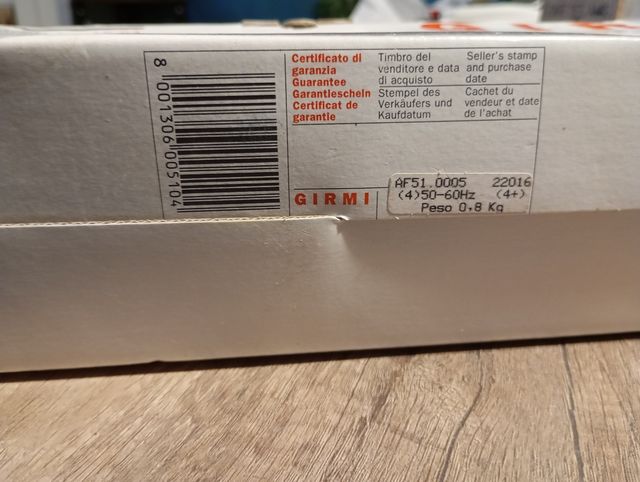 8 001306 005104
Certificato di
garanzia
Guarantee
Garantieschein
Certificat de
garantie
Timbro del
venditore e data
di acquisto
Seller's stamp
and purchase
date
Stempel des
Verkäufers und
Kaufdatum
Cachet du
vendeur et date
de l'achat
GIRMI
AF51.0005 22016
(4)50-60Hz (4+)
Peso 0,8 Kg